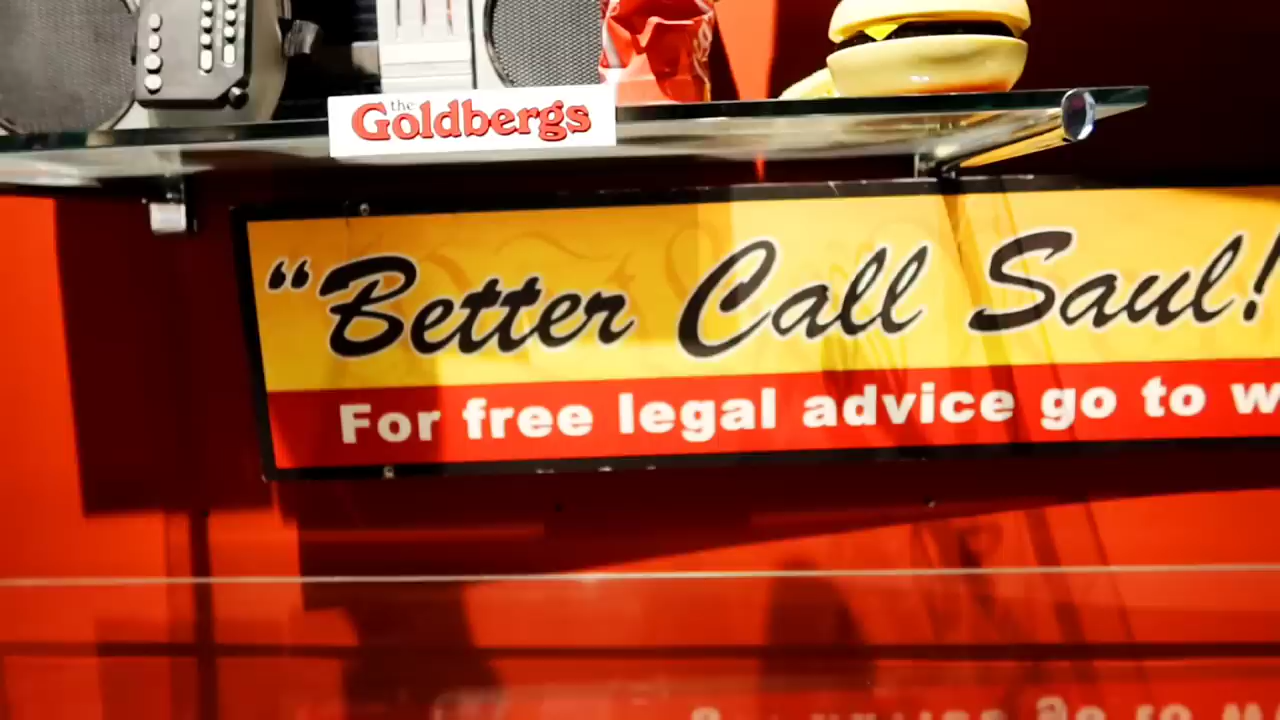 the
Goldbergs
“Better Call Saul!
For free legal advice go to w